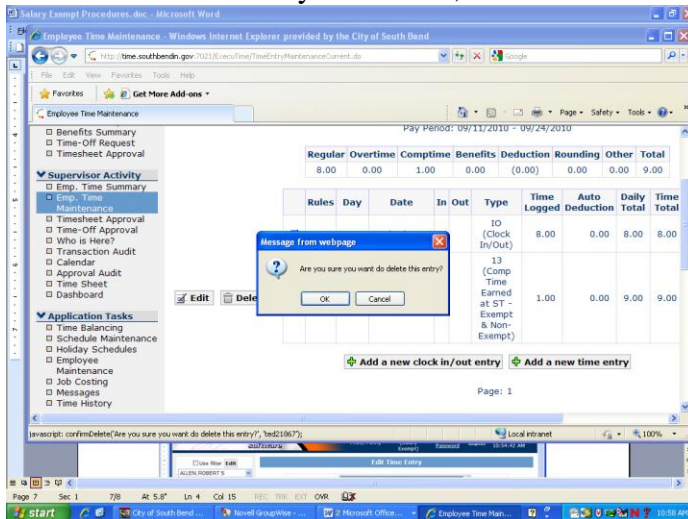 Salary Exempt Procedures.doc - Microsoft Word
Employee Time Maintenance - Windows Internet Explorer provided by the City of South Bend
http://time.southbendin.gov:7021/ExecuTime/TimeEntryMaintenanceCurrent.do
Google
File Edit View Favorites Tools Help
Favorites Get More Add-ons
Employee Time Maintenance
Page Safety Tools
Benefits Summary
Time-Off Request
Timesheet Approval
Supervisor Activity
Emp. Time Summary
Emp. Time
Maintenance
Timesheet Approval
Time-Off Approval
Who is Here?
Transaction Audit
Calendar
Approval Audit
Time Sheet
Dashboard
Application Tasks
Time Balancing
Schedule Maintenance
Holiday Schedules
Employee
Maintenance
Job Costing
Messages
Time History
Pay Period: 09/11/2010 - 09/24/2010
Regular Overtime Comptime Benefits Deduction Rounding Other Total
8.00 0.00 1.00 0.00 (0.00) 0.00 0.00 9.00
Rules Day Date In Out Type Time Logged Auto Deduction Daily Total Time Total
IO (Clock In/Out) 8.00 0.00 8.00 8.00
Edit Dele
13 (Comp Time Earned at ST - Exempt & Non-Exempt) 1.00 0.00 9.00 9.00
Message from webpage
Are you sure you want do delete this entry?
OK Cancel
Add a new clock in/out entry Add a new time entry
Page: 1
javascript: confirmDelete('Are you sure you want do delete this entry?', 'ted21067');
Local intranet
100%
Use filter Edit
Edit Time Entry
ALLEN, ROBERT S
Exempt)
Password
10:54:42 AM
Page 7 Sec 1 7/8 At 5.8" Ln 4 Col 15 REC TRK EXT OVR
start
City of South Bend ...
Novell GroupWise - ...
2 Microsoft Office...
Employee Time Main...
10:58 AM